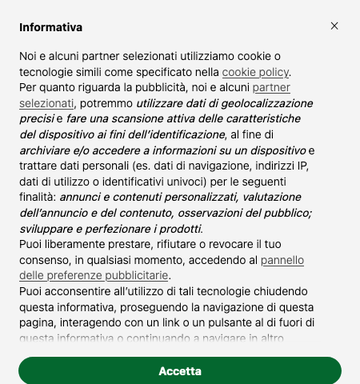 Informativa
Noi e alcuni partner selezionati utilizziamo cookie o
tecnologie simili come specificato nella cookie policy.
Per quanto riguarda la pubblicità, noi e alcuni partner
selezionati, potremmo utilizzare dati di geolocalizzazione
precisi e fare una scansione attiva delle caratteristiche
del dispositivo ai fini dell'identificazione, al fine di
archiviare e/o accedere a informazioni su un dispositivo e
trattare dati personali (es. dati di navigazione, indirizzi IP,
dati di utilizzo o identificativi univoci) per le seguenti
finalità: annunci e contenuti personalizzati, valutazione
dell'annuncio e del contenuto, osservazioni del pubblico;
sviluppare e perfezionare i prodotti.
Puoi liberamente prestare, rifiutare o revocare il tuo
consenso, in qualsiasi momento, accedendo al pannello
delle preferenze pubblicitarie.
Puoi acconsentire all'utilizzo di tali tecnologie chiudendo
questa informativa, proseguendo la navigazione di questa
pagina, interagendo con un link o un pulsante al di fuori di
questa informativa o continuando a navigare in altro
Accetta